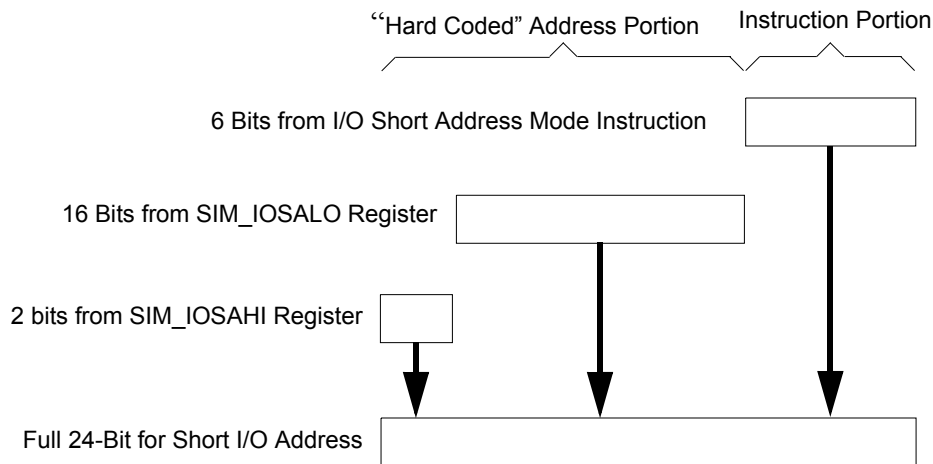 “Hard Coded” Address Portion
Instruction Portion
6 Bits from I/O Short Address Mode Instruction
16 Bits from SIM_IOSALO Register
2 bits from SIM_IOSAHI Register
Full 24-Bit for Short I/O Address